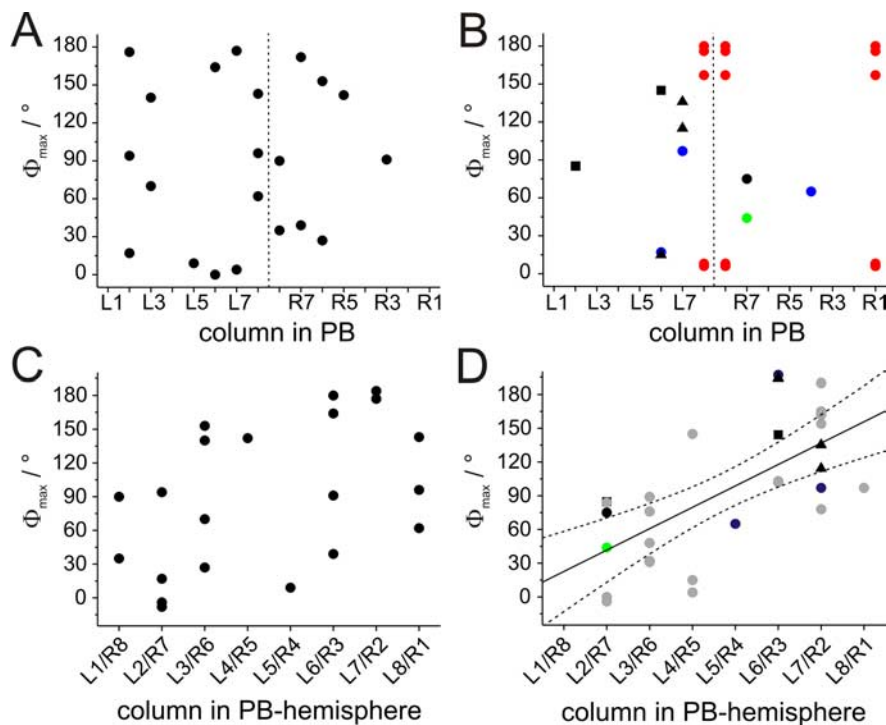 A
B
Φmax / °
180
150
120
90
60
30
0
L1 L3 L5 L7 R7 R5 R3 R1
column in PB
Φmax / °
180
150
120
90
60
30
0
L1 L3 L5 L7 R7 R5 R3 R1
column in PB
C
D
Φmax / °
180
150
120
90
60
30
0
L1/R8 L2/R7 L3/R6 L4/R5 L5/R4 L6/R3 L7/R2 L8/R1
column in PB-hemisphere
Φmax / °
180
150
120
90
60
30
0
L1/R8 L2/R7 L3/R6 L4/R5 L5/R4 L6/R3 L7/R2 L8/R1
column in PB-hemisphere